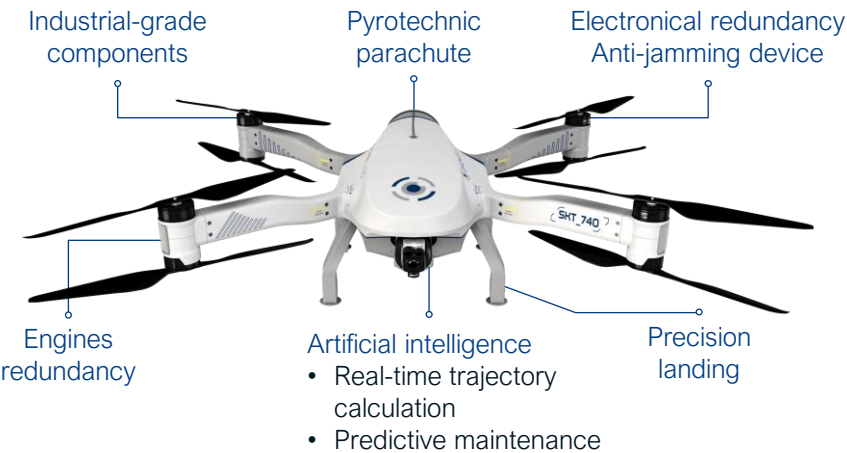 Industrial-grade
components
Pyrotechnic
parachute
Electronical redundancy
Anti-jamming device
SKT_740
Engines
redundancy
Artificial intelligence
• Real-time trajectory
calculation
• Predictive maintenance
Precision
landing